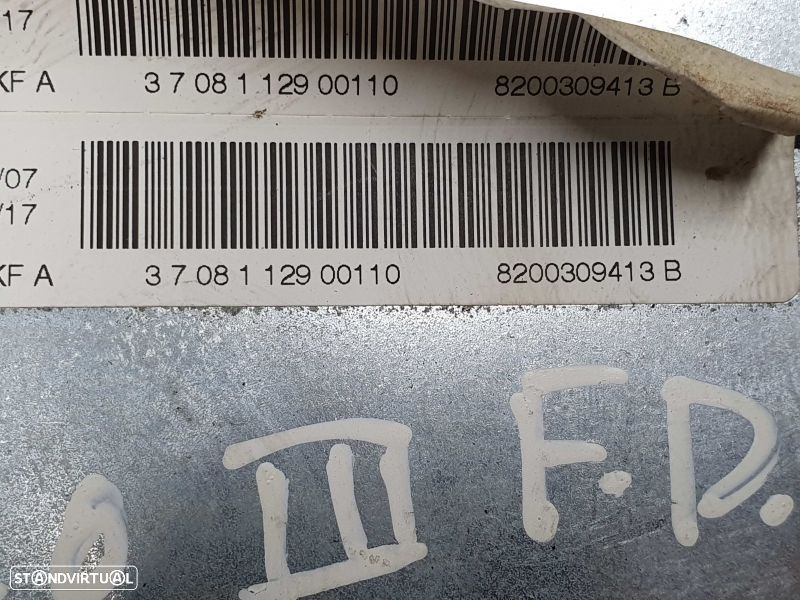 17
KF A 3 7 08 1 129 00110 8200309413 B
/07
/17
KF A 3 7 08 1 129 00110 8200309413 B
III F.D.
STANDVIRTUAL